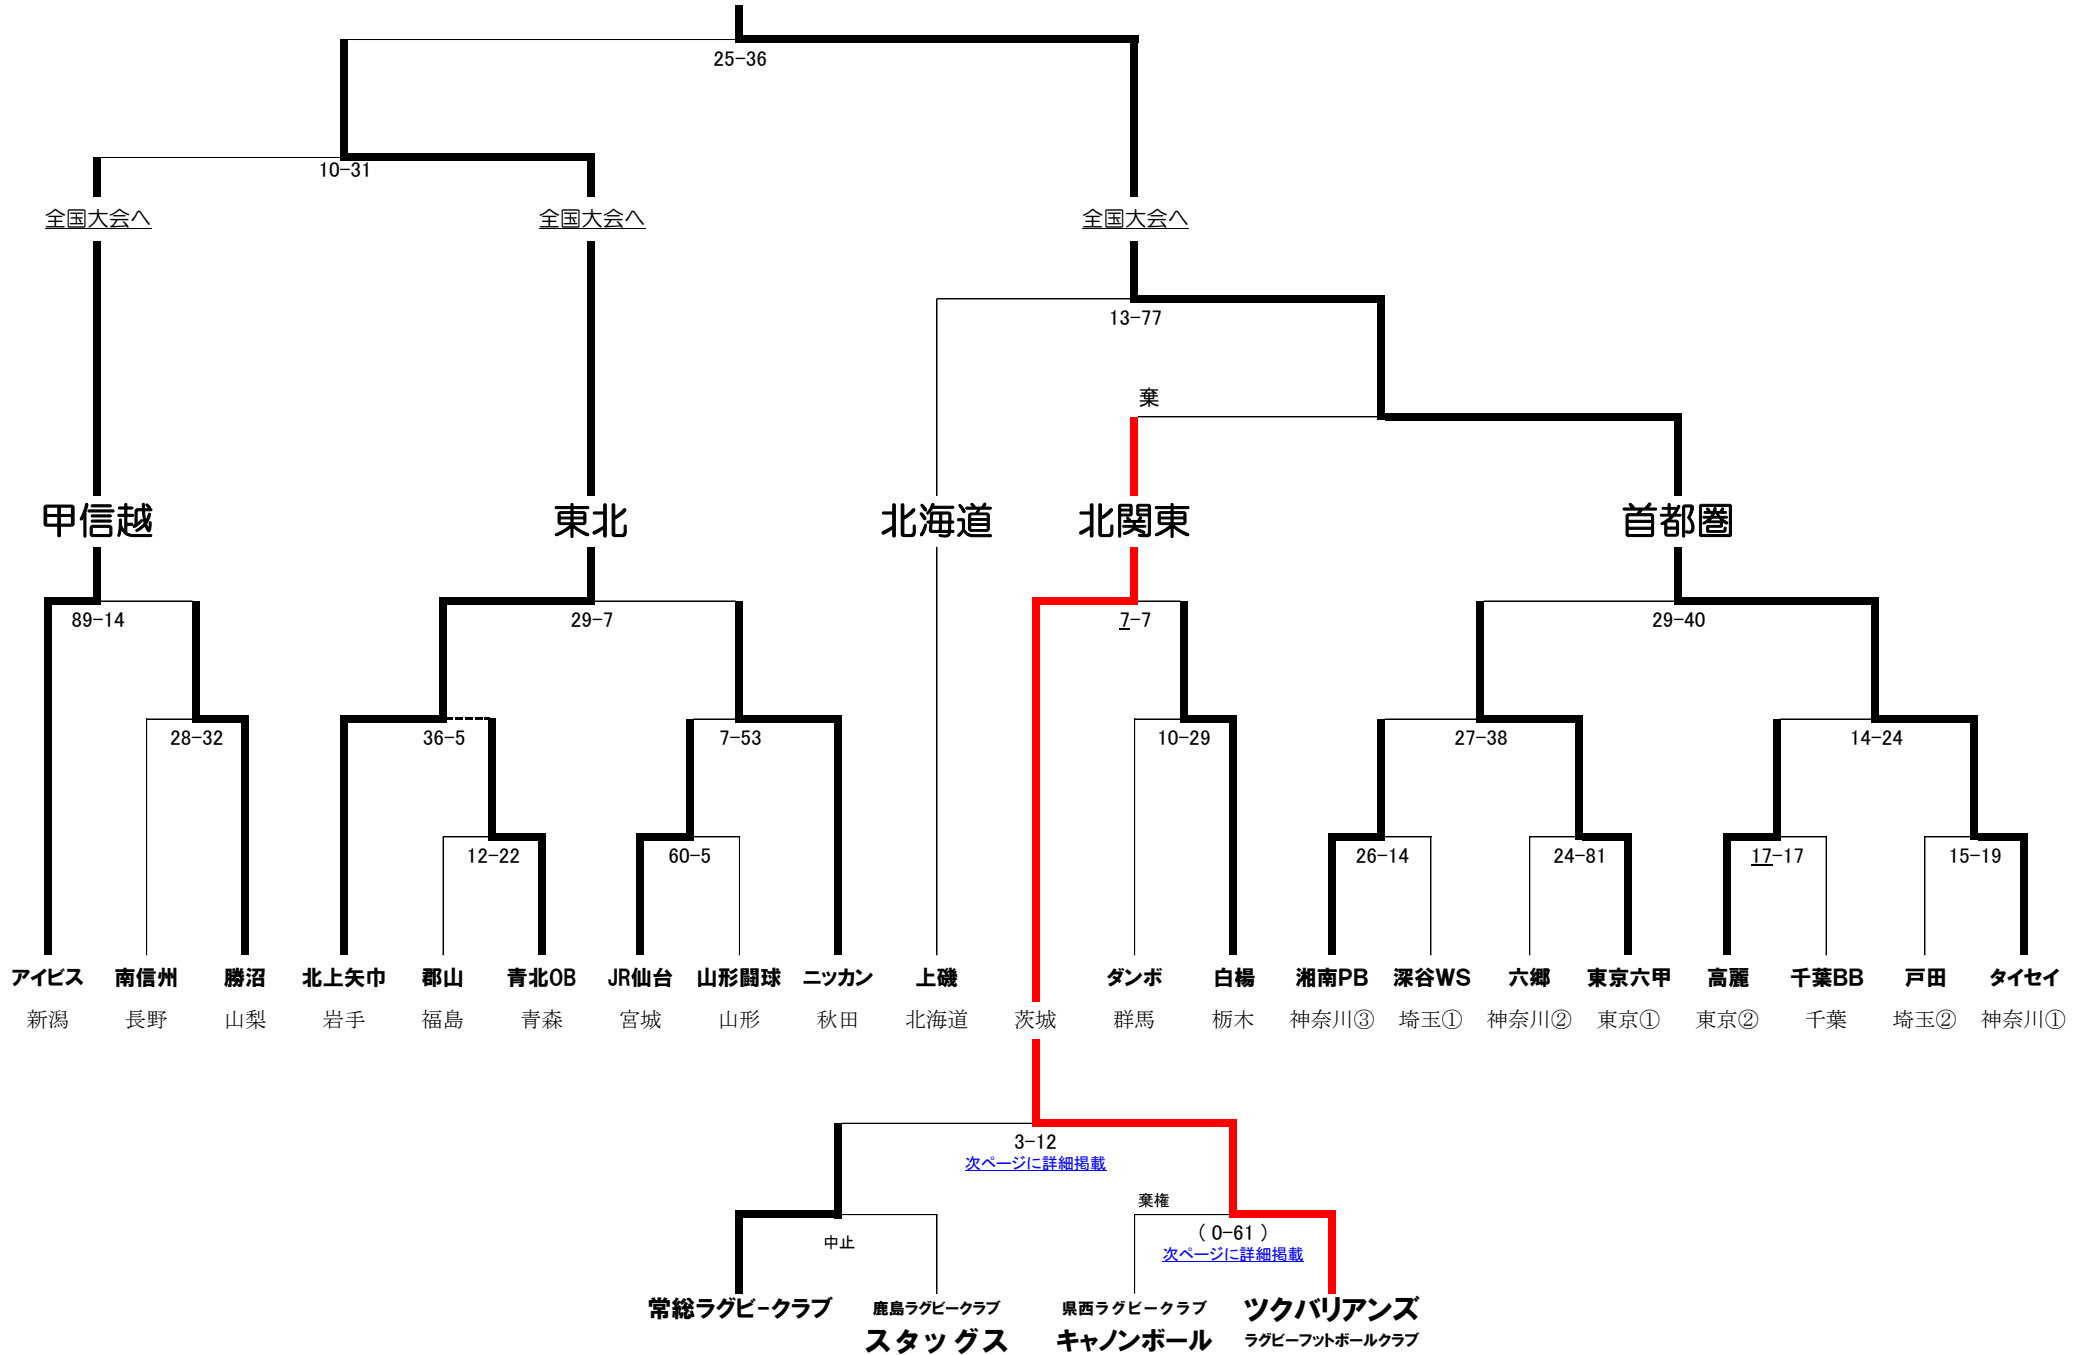 25-36
10-31
全国大会へ 全国大会へ 全国大会へ
13-77
棄
甲信越 東北 北海道 北関東 首都圏
89-14 29-7 7-7 29-40
28-32 36-5 7-53 10-29 27-38 14-24
12-22 60-5 26-14 24-81 17-17 15-19
アイビス 南信州 勝沼 北上矢巾 郡山 青北OB JR仙台 山形闘球 ニッカン 上磯 ダンボ 白楊 湘南PB 深谷WS 六郷 東京六甲 高麗 千葉BB 戸田 タイセイ
新潟 長野 山梨 岩手 福島 青森 宮城 山形 秋田 北海道 茨城 群馬 栃木 神奈川③ 埼玉① 神奈川② 東京① 東京② 千葉 埼玉② 神奈川①
3-12
次ページに詳細掲載
棄権
中止 ( 0-61 )
次ページに詳細掲載
常総ラグビークラブ 鹿島ラグビークラブ 県西ラグビークラブ ツクバリアンズ
スタッグス キャノンボール ラグビーフットボールクラブ